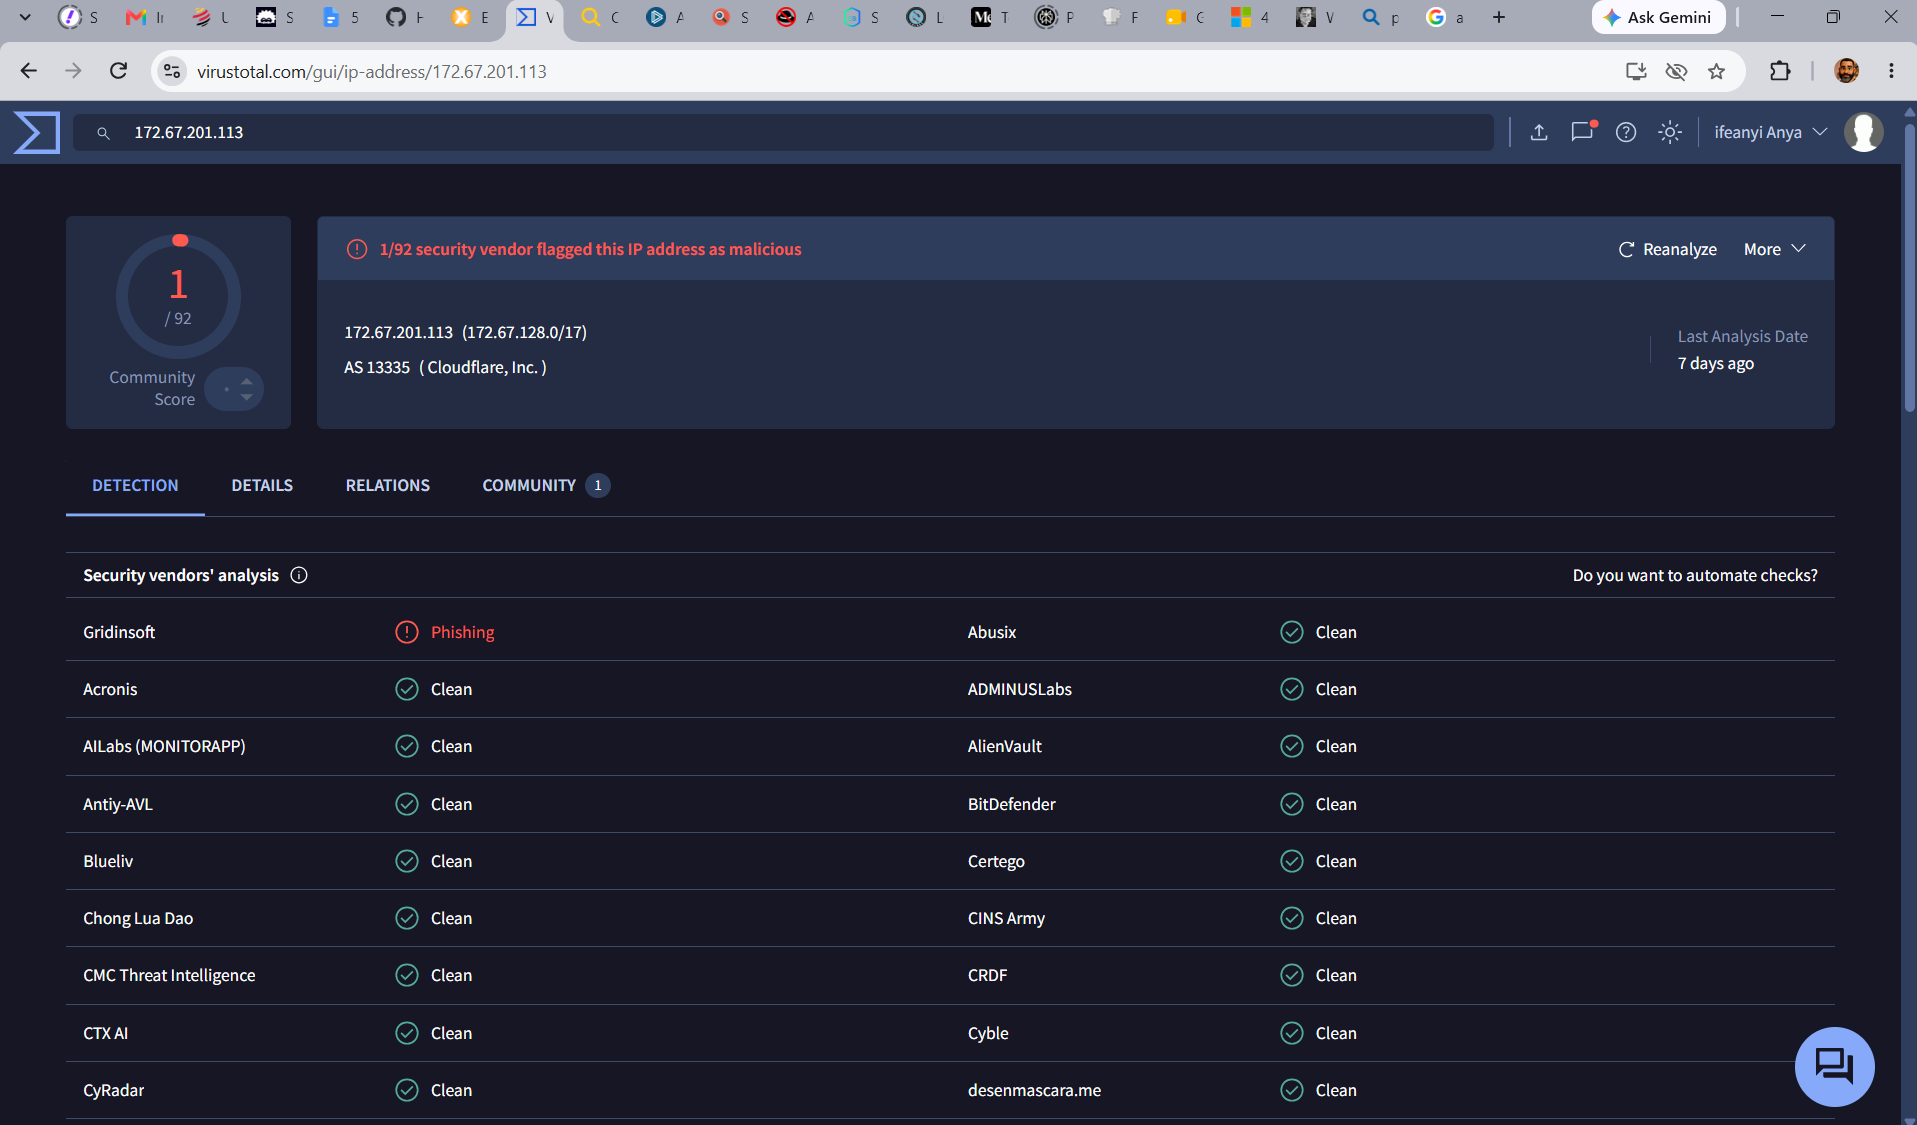 S
I
U
S
5
H
E
V
C
A
S
A
S
L
Me T
P
F
C
4
V
p
a
Ask Gemini
virustotal.com/gui/ip-address/172.67.201.113
172.67.201.113
ifeanyi Anya
1
/ 92
Community Score
1/92 security vendor flagged this IP address as malicious
Reanalyze
More
172.67.201.113 (172.67.128.0/17)
AS 13335 ( Cloudflare, Inc. )
Last Analysis Date
7 days ago
DETECTION
DETAILS
RELATIONS
COMMUNITY 1
Security vendors' analysis
Do you want to automate checks?
Gridinsoft Phishing Abusix Clean
Acronis Clean ADMINUSLabs Clean
AILabs (MONITORAPP) Clean AlienVault Clean
Antiy-AVL Clean BitDefender Clean
Blueliv Clean Certego Clean
Chong Lua Dao Clean CINS Army Clean
CMC Threat Intelligence Clean CRDF Clean
CTX AI Clean Cyble Clean
CyRadar Clean desenmascara.me Clean